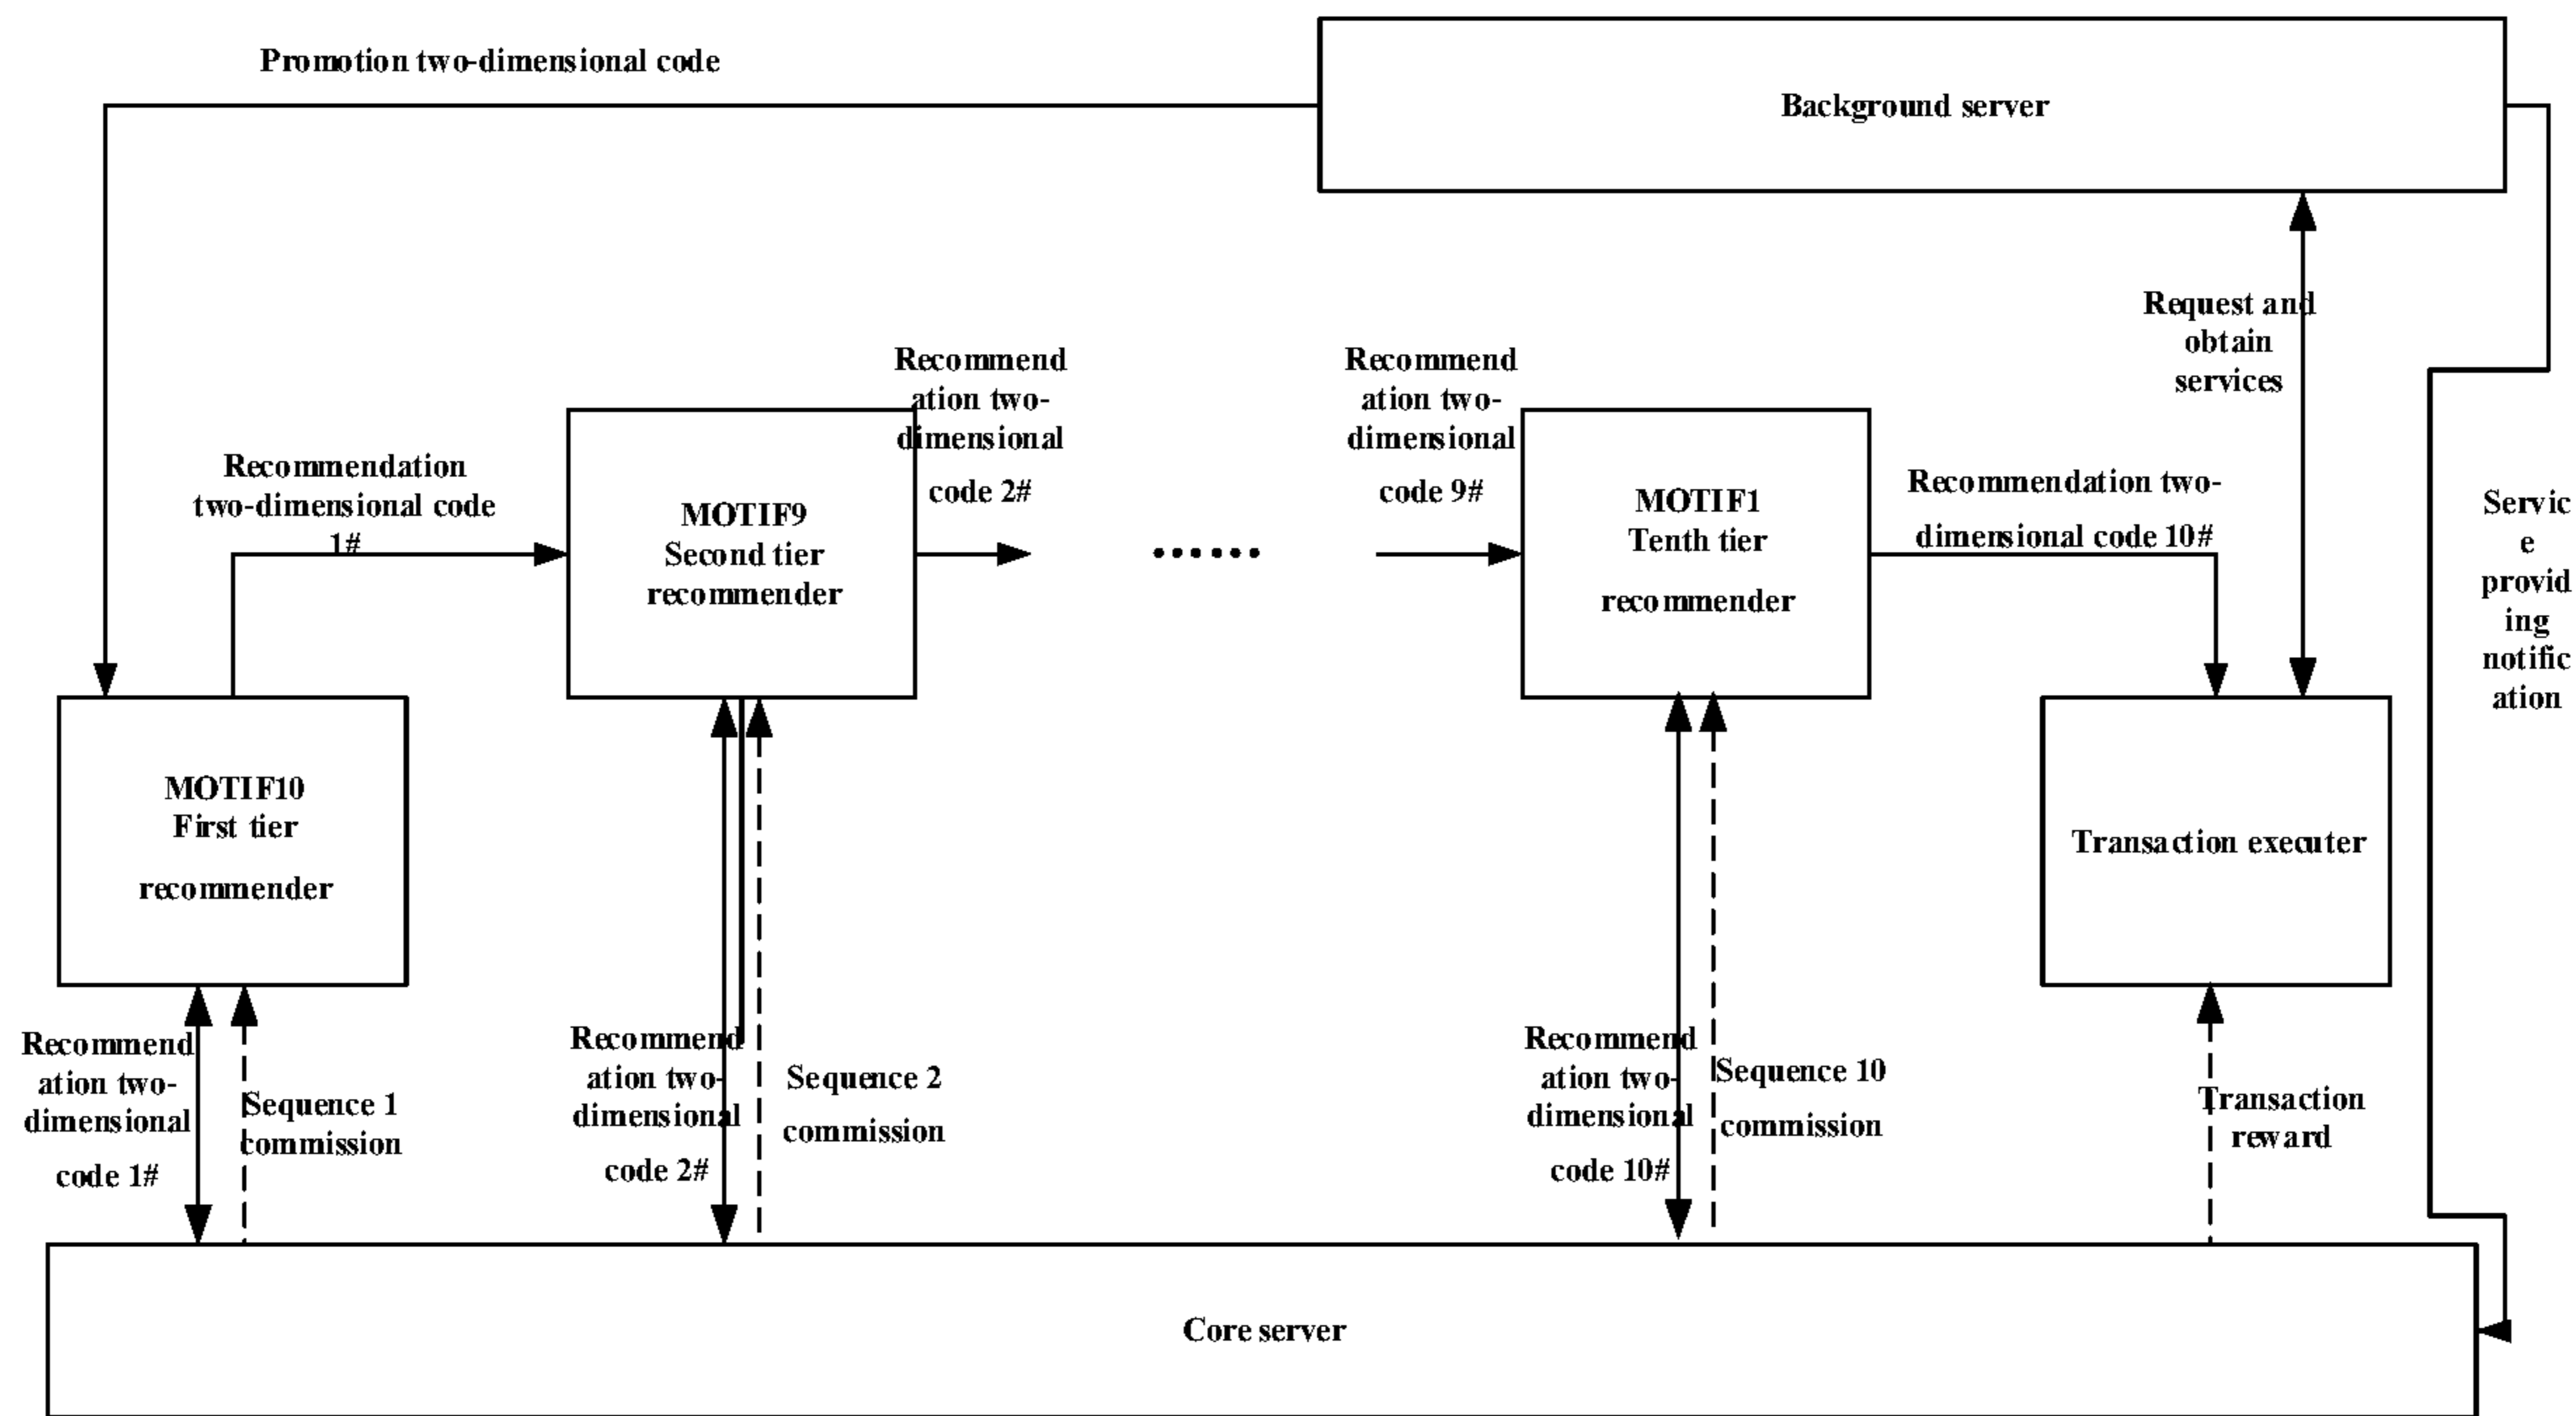 Promotion two-dimensional code
Background server
Request and
obtain
services
Recommend
ation two-
dimensional
code 2#
Recommend
ation two-
dimensional
code 9#
Recommendation
two-dimensional code
1#
MOTIF9
Second tier
recommender
MOTIF1
Tenth tier
recommender
Recommendation two-
dimensional code 10#
Servic
e
provid
ing
notific
ation
MOTIF10
First tier
recommender
Transaction executer
Recommend
ation two-
dimensional
code 1#
Sequence 1
commission
Recommend
ation two-
dimensional
code 2#
Sequence 2
commission
Recommend
ation two-
dimensional
code 10#
Sequence 10
commission
Transaction
reward
Core server